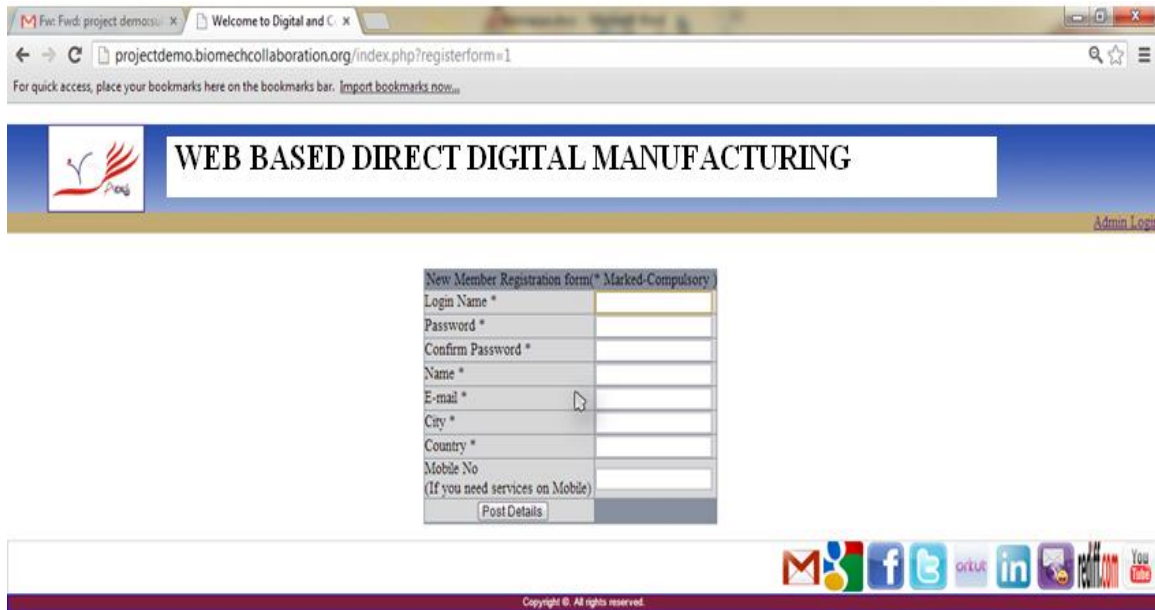 Fw: Fwd: project demo:su
Welcome to Digital and C
projectdemo.biomechcollaboration.org/index.php?registerform=1
For quick access, place your bookmarks here on the bookmarks bar. Import bookmarks now...
WEB BASED DIRECT DIGITAL MANUFACTURING
Admin Login
New Member Registration form(* Marked-Compulsory )
Login Name *
Password *
Confirm Password *
Name *
E-mail *
City *
Country *
Mobile No
(If you need services on Mobile)
Post Details
orkut
in
rediff.com
You
Tube
Copyright ©. All rights reserved.